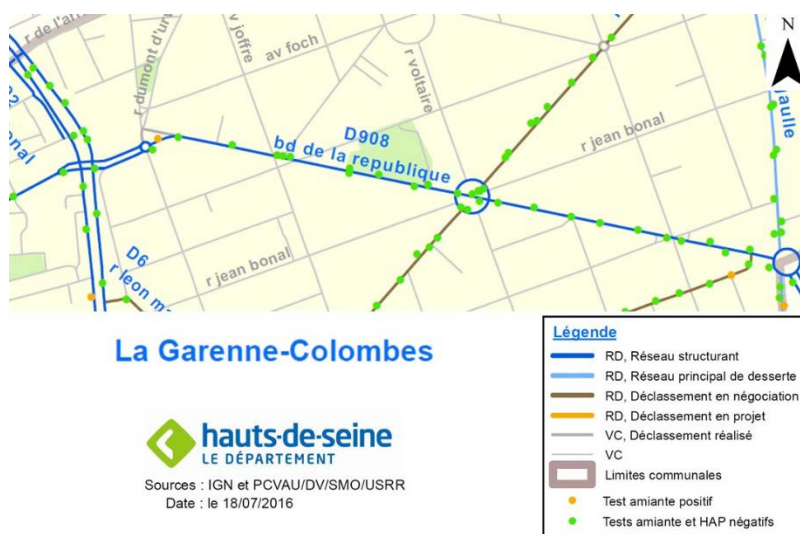 N
r de l'ar
r dumont d'ur
av joffre
av foch
r voltaire
r jean bonal
jaulle
onal
D908
bd de la republique
D6
r leon m
r jean bonal
La Garenne-Colombes
hauts-de-seine
LE DÉPARTEMENT
Sources : IGN et PCVAU/DV/SMO/USRR
Date : le 18/07/2016
Légende
RD, Réseau structurant
RD, Réseau principal de desserte
RD, Déclassement en négociation
RD, Déclassement en projet
VC, Déclassement réalisé
VC
Limites communales
Test amiante positif
Tests amiante et HAP négatifs